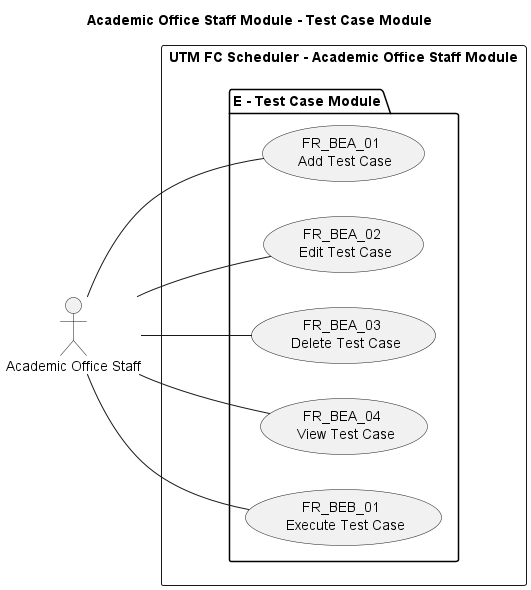 Academic Office Staff Module - Test Case Module
UTM FC Scheduler - Academic Office Staff Module
E - Test Case Module
FR_BEA_01
Add Test Case
FR_BEA_02
Edit Test Case
FR_BEA_03
Delete Test Case
Academic Office Staff
FR_BEA_04
View Test Case
FR_BEB_01
Execute Test Case